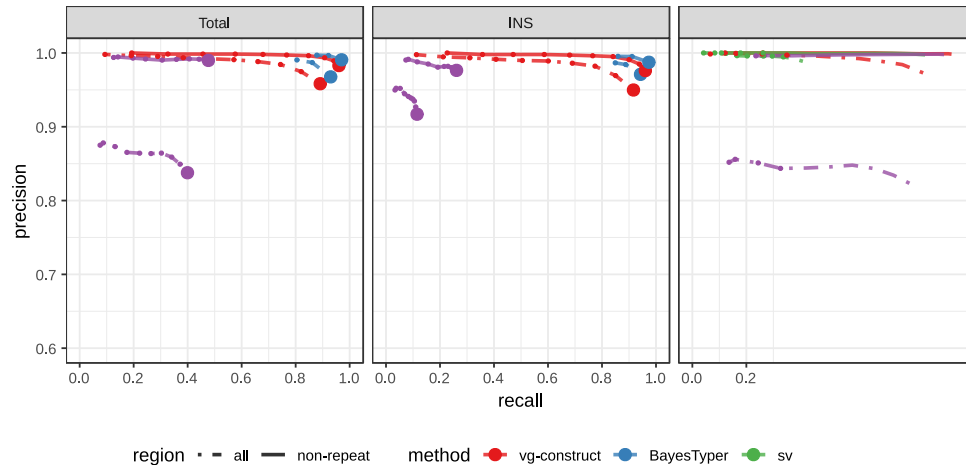 Total INS
precision
1.0
0.9
0.8
0.7
0.6
0.0 0.2 0.4 0.6 0.8 1.0 0.0 0.2 0.4 0.6 0.8 1.0 0.0 0.2
recall
region all non-repeat method vg-construct BayesTyper sv